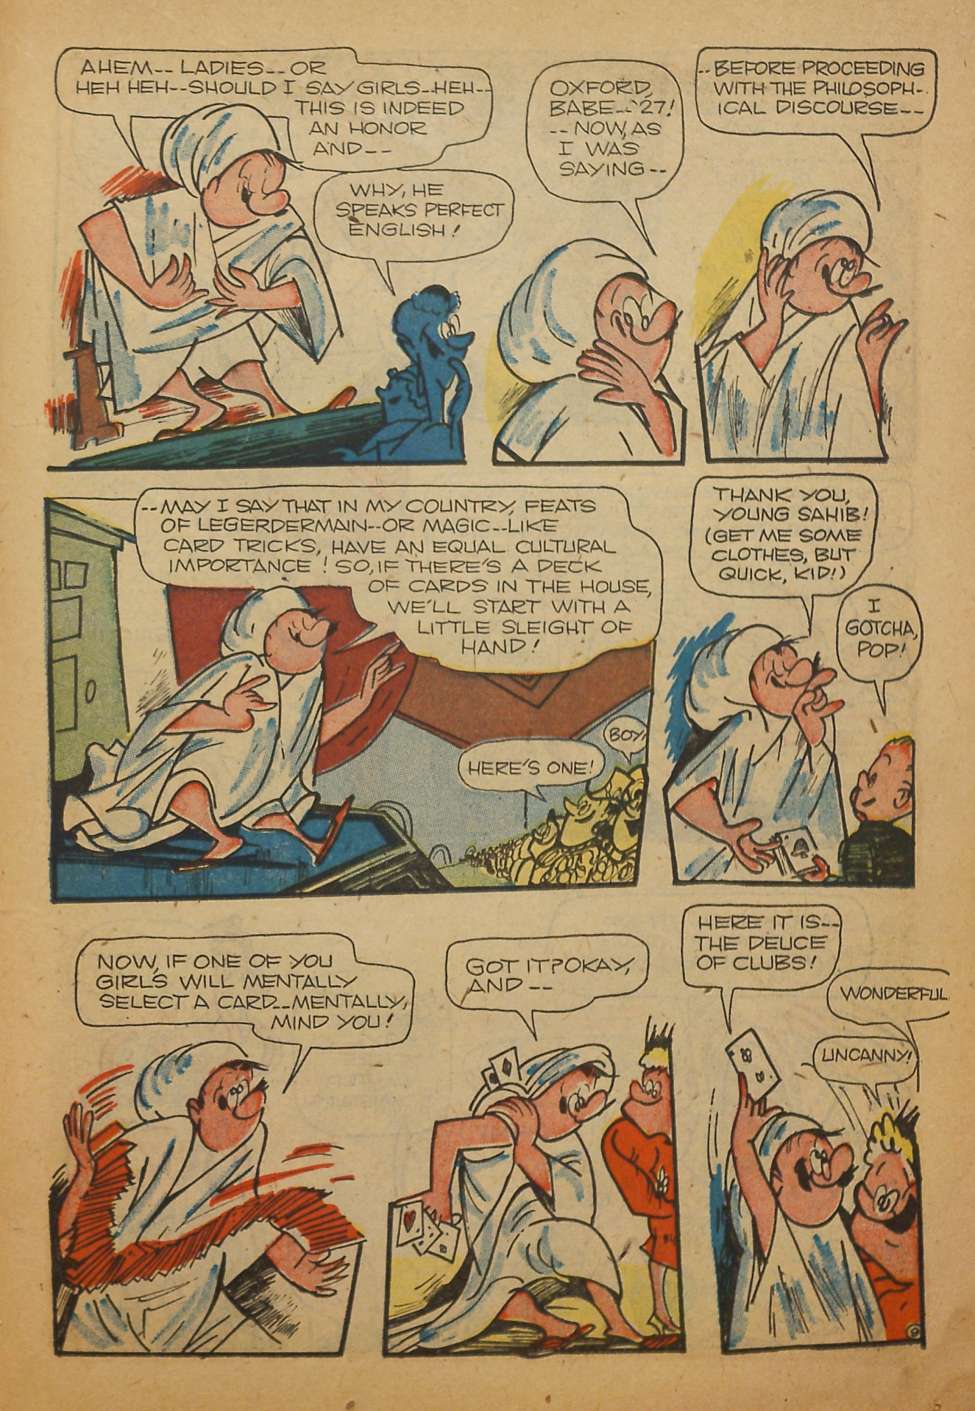 AHEM-- LADIES-- OR
HEH HEH--SHOULD I SAY GIRLS--HEH--
THIS IS INDEED
AN HONOR
AND--
WHY, HE
SPEAKS PERFECT
ENGLISH!
OXFORD,
BABE--'27!
-- NOW, AS
I WAS
SAYING--
--BEFORE PROCEEDING
WITH THE PHILOSOPH-
ICAL DISCOURSE--
--MAY I SAY THAT IN MY COUNTRY, FEATS
OF LEGERDERMAIN--OR MAGIC--LIKE
CARD TRICKS, HAVE AN EQUAL CULTURAL
IMPORTANCE! SO, IF THERE'S A DECK
OF CARDS IN THE HOUSE,
WE'LL START WITH A
LITTLE SLEIGHT OF
HAND!
HERE'S ONE!
BOY!
THANK YOU,
YOUNG SAHIB!
(GET ME SOME
CLOTHES, BUT
QUICK, KID!)
I
GOTCHA,
POP!
NOW, IF ONE OF YOU
GIRLS WILL MENTALLY
SELECT A CARD--MENTALLY,
MIND YOU!
GOT IT? OKAY,
AND--
HERE IT IS--
THE DEUCE
OF CLUBS!
WONDERFUL
UNCANNY!